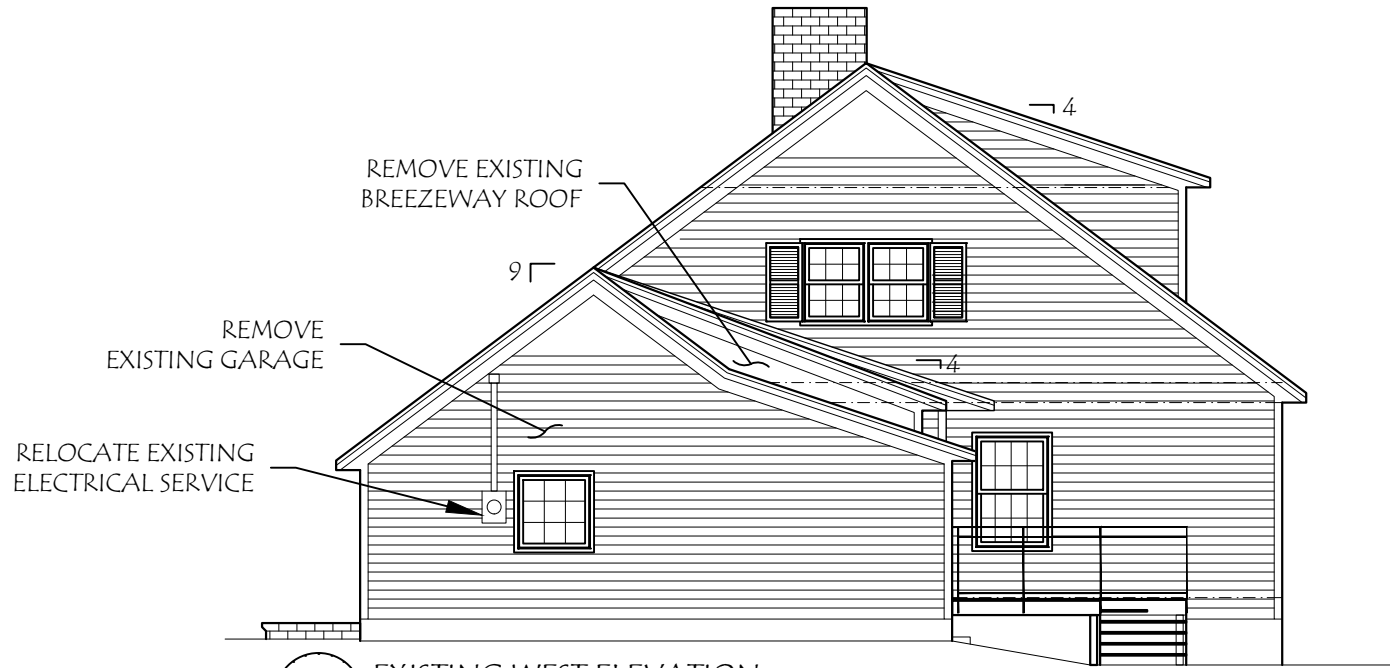 4
REMOVE EXISTING
BREEZEWAY ROOF
9
REMOVE
EXISTING GARAGE
4
RELOCATE EXISTING
ELECTRICAL SERVICE
EXISTING WEST ELEVATION